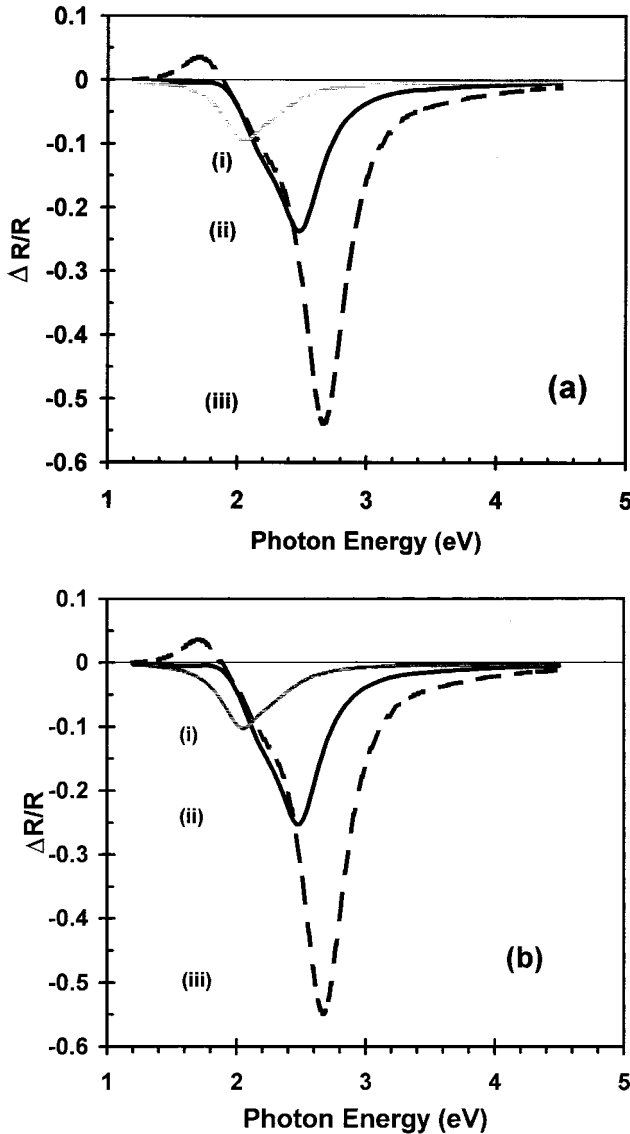 0.1
0
-0.1
(i)
-0.2
(ii)
Δ R/R
-0.3
-0.4
(iii)
(a)
-0.5
-0.6
1
2
3
4
5
Photon Energy (eV)
0.1
0
-0.1
(i)
-0.2
(ii)
ΔR/R
-0.3
-0.4
-0.5
(iii)
(b)
-0.6
1
2
3
4
5
Photon Energy (eV)